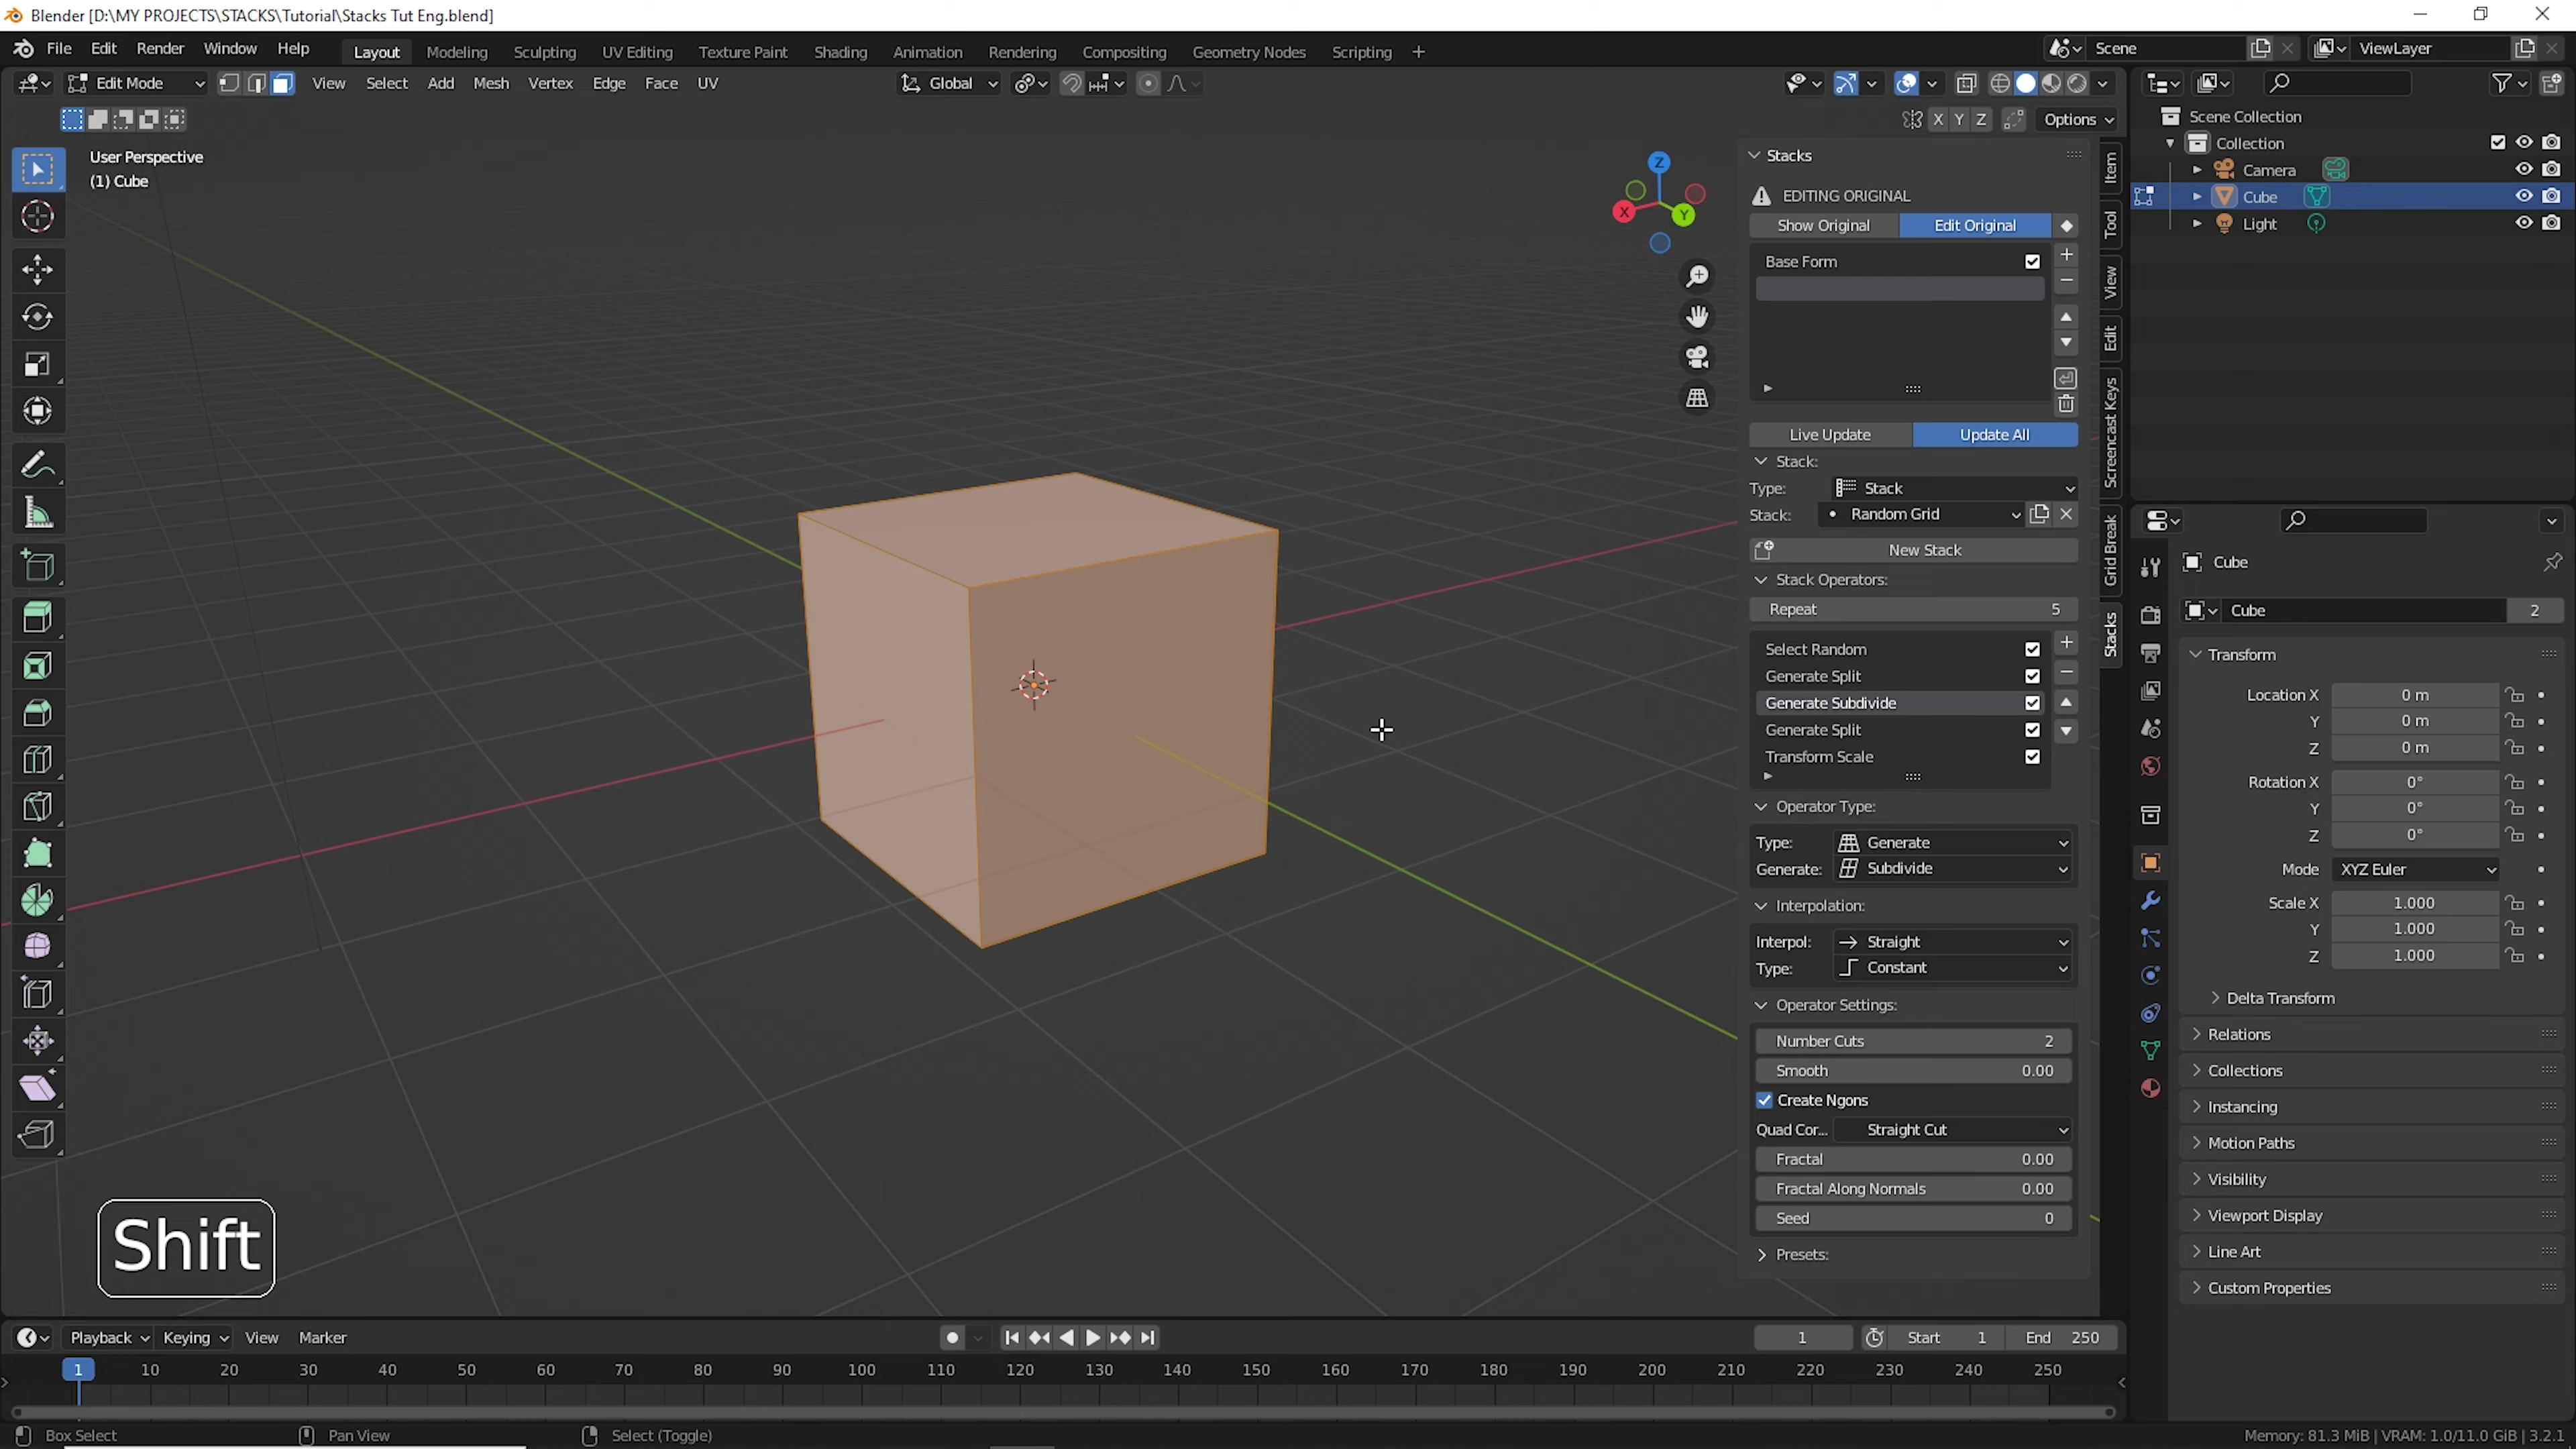 Blender [D:\MY PROJECTS\STACKS\Tutorial\Stacks Tut Eng.blend]
File Edit Render Window Help
Layout Modeling Sculpting UV Editing Texture Paint Shading Animation Rendering Compositing Geometry Nodes Scripting +
Scene
ViewLayer
Edit Mode
View Select Add Mesh Vertex Edge Face UV
Global
X Y Z
Options
User Perspective
(1) Cube
Z
X
Y
Stacks
EDITING ORIGINAL
Show Original Edit Original
Base Form
Live Update Update All
Stack:
Type: Stack
Stack: Random Grid
New Stack
Stack Operators:
Repeat 5
Select Random
Generate Split
Generate Subdivide
Generate Split
Transform Scale
Operator Type:
Type: Generate
Generate: Subdivide
Interpolation:
Interpol: Straight
Type: Constant
Operator Settings:
Number Cuts 2
Smooth 0.00
Create Ngons
Quad Cor... Straight Cut
Fractal 0.00
Fractal Along Normals 0.00
Seed 0
Presets:
Item
Tool
View
Edit
Screencast Keys
Grid Break
Stacks
Scene Collection
Collection
Camera
Cube
Light
Cube
Cube 2
Transform
Location X 0 m
Y 0 m
Z 0 m
Rotation X 0°
Y 0°
Z 0°
Mode XYZ Euler
Scale X 1.000
Y 1.000
Z 1.000
Delta Transform
Relations
Collections
Instancing
Motion Paths
Visibility
Viewport Display
Line Art
Custom Properties
Shift
Playback Keying View Marker
1 Start 1 End 250
1 10 20 30 40 50 60 70 80 90 100 110 120 130 140 150 160 170 180 190 200 210 220 230 240 250
Box Select Pan View Select (Toggle)
Memory: 81.3 MiB | VRAM: 1.0/11.0 GiB | 3.2.1